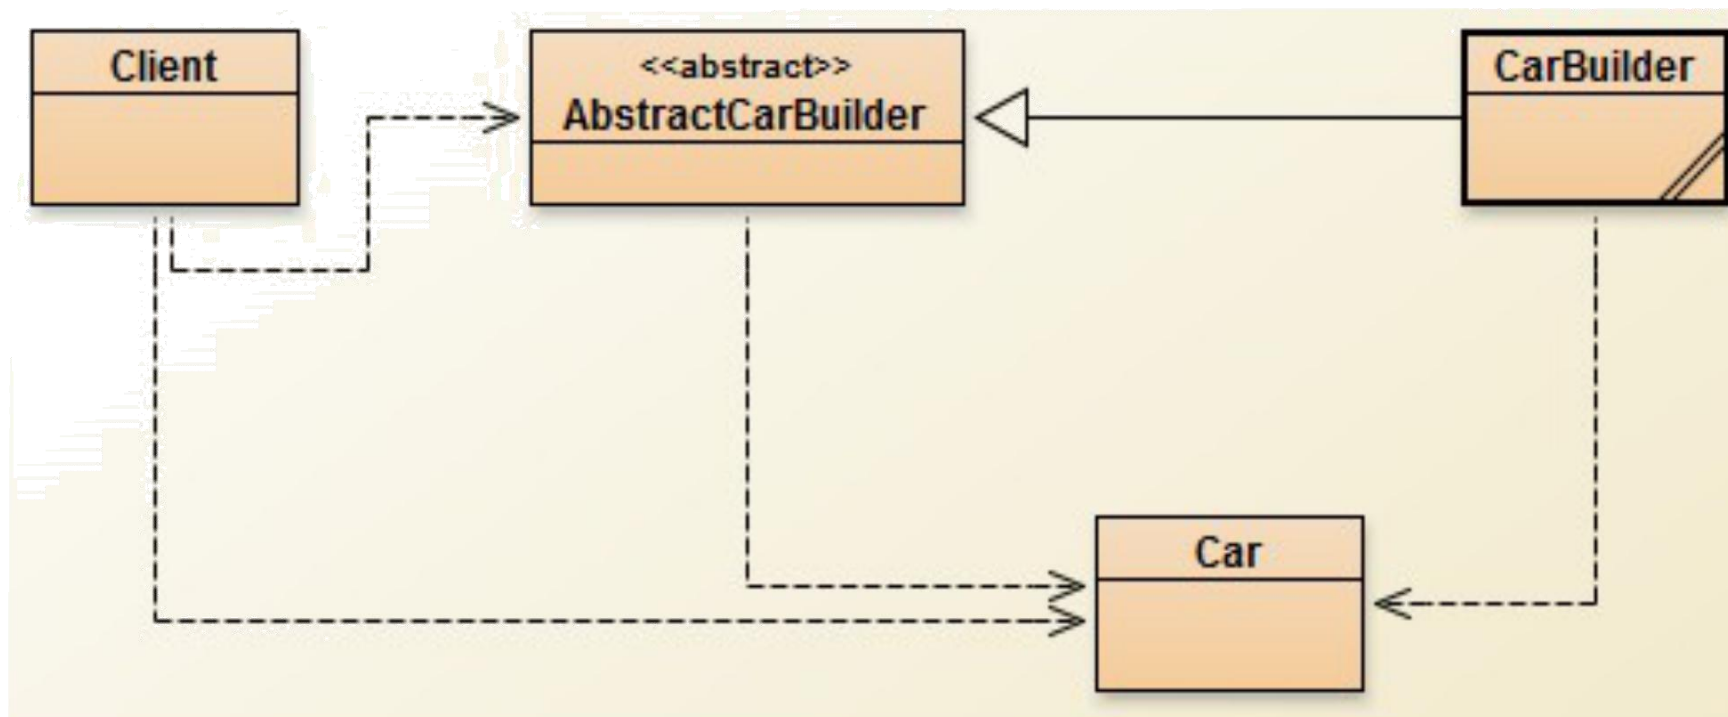 Client
<<abstract>>
AbstractCarBuilder
CarBuilder
Car